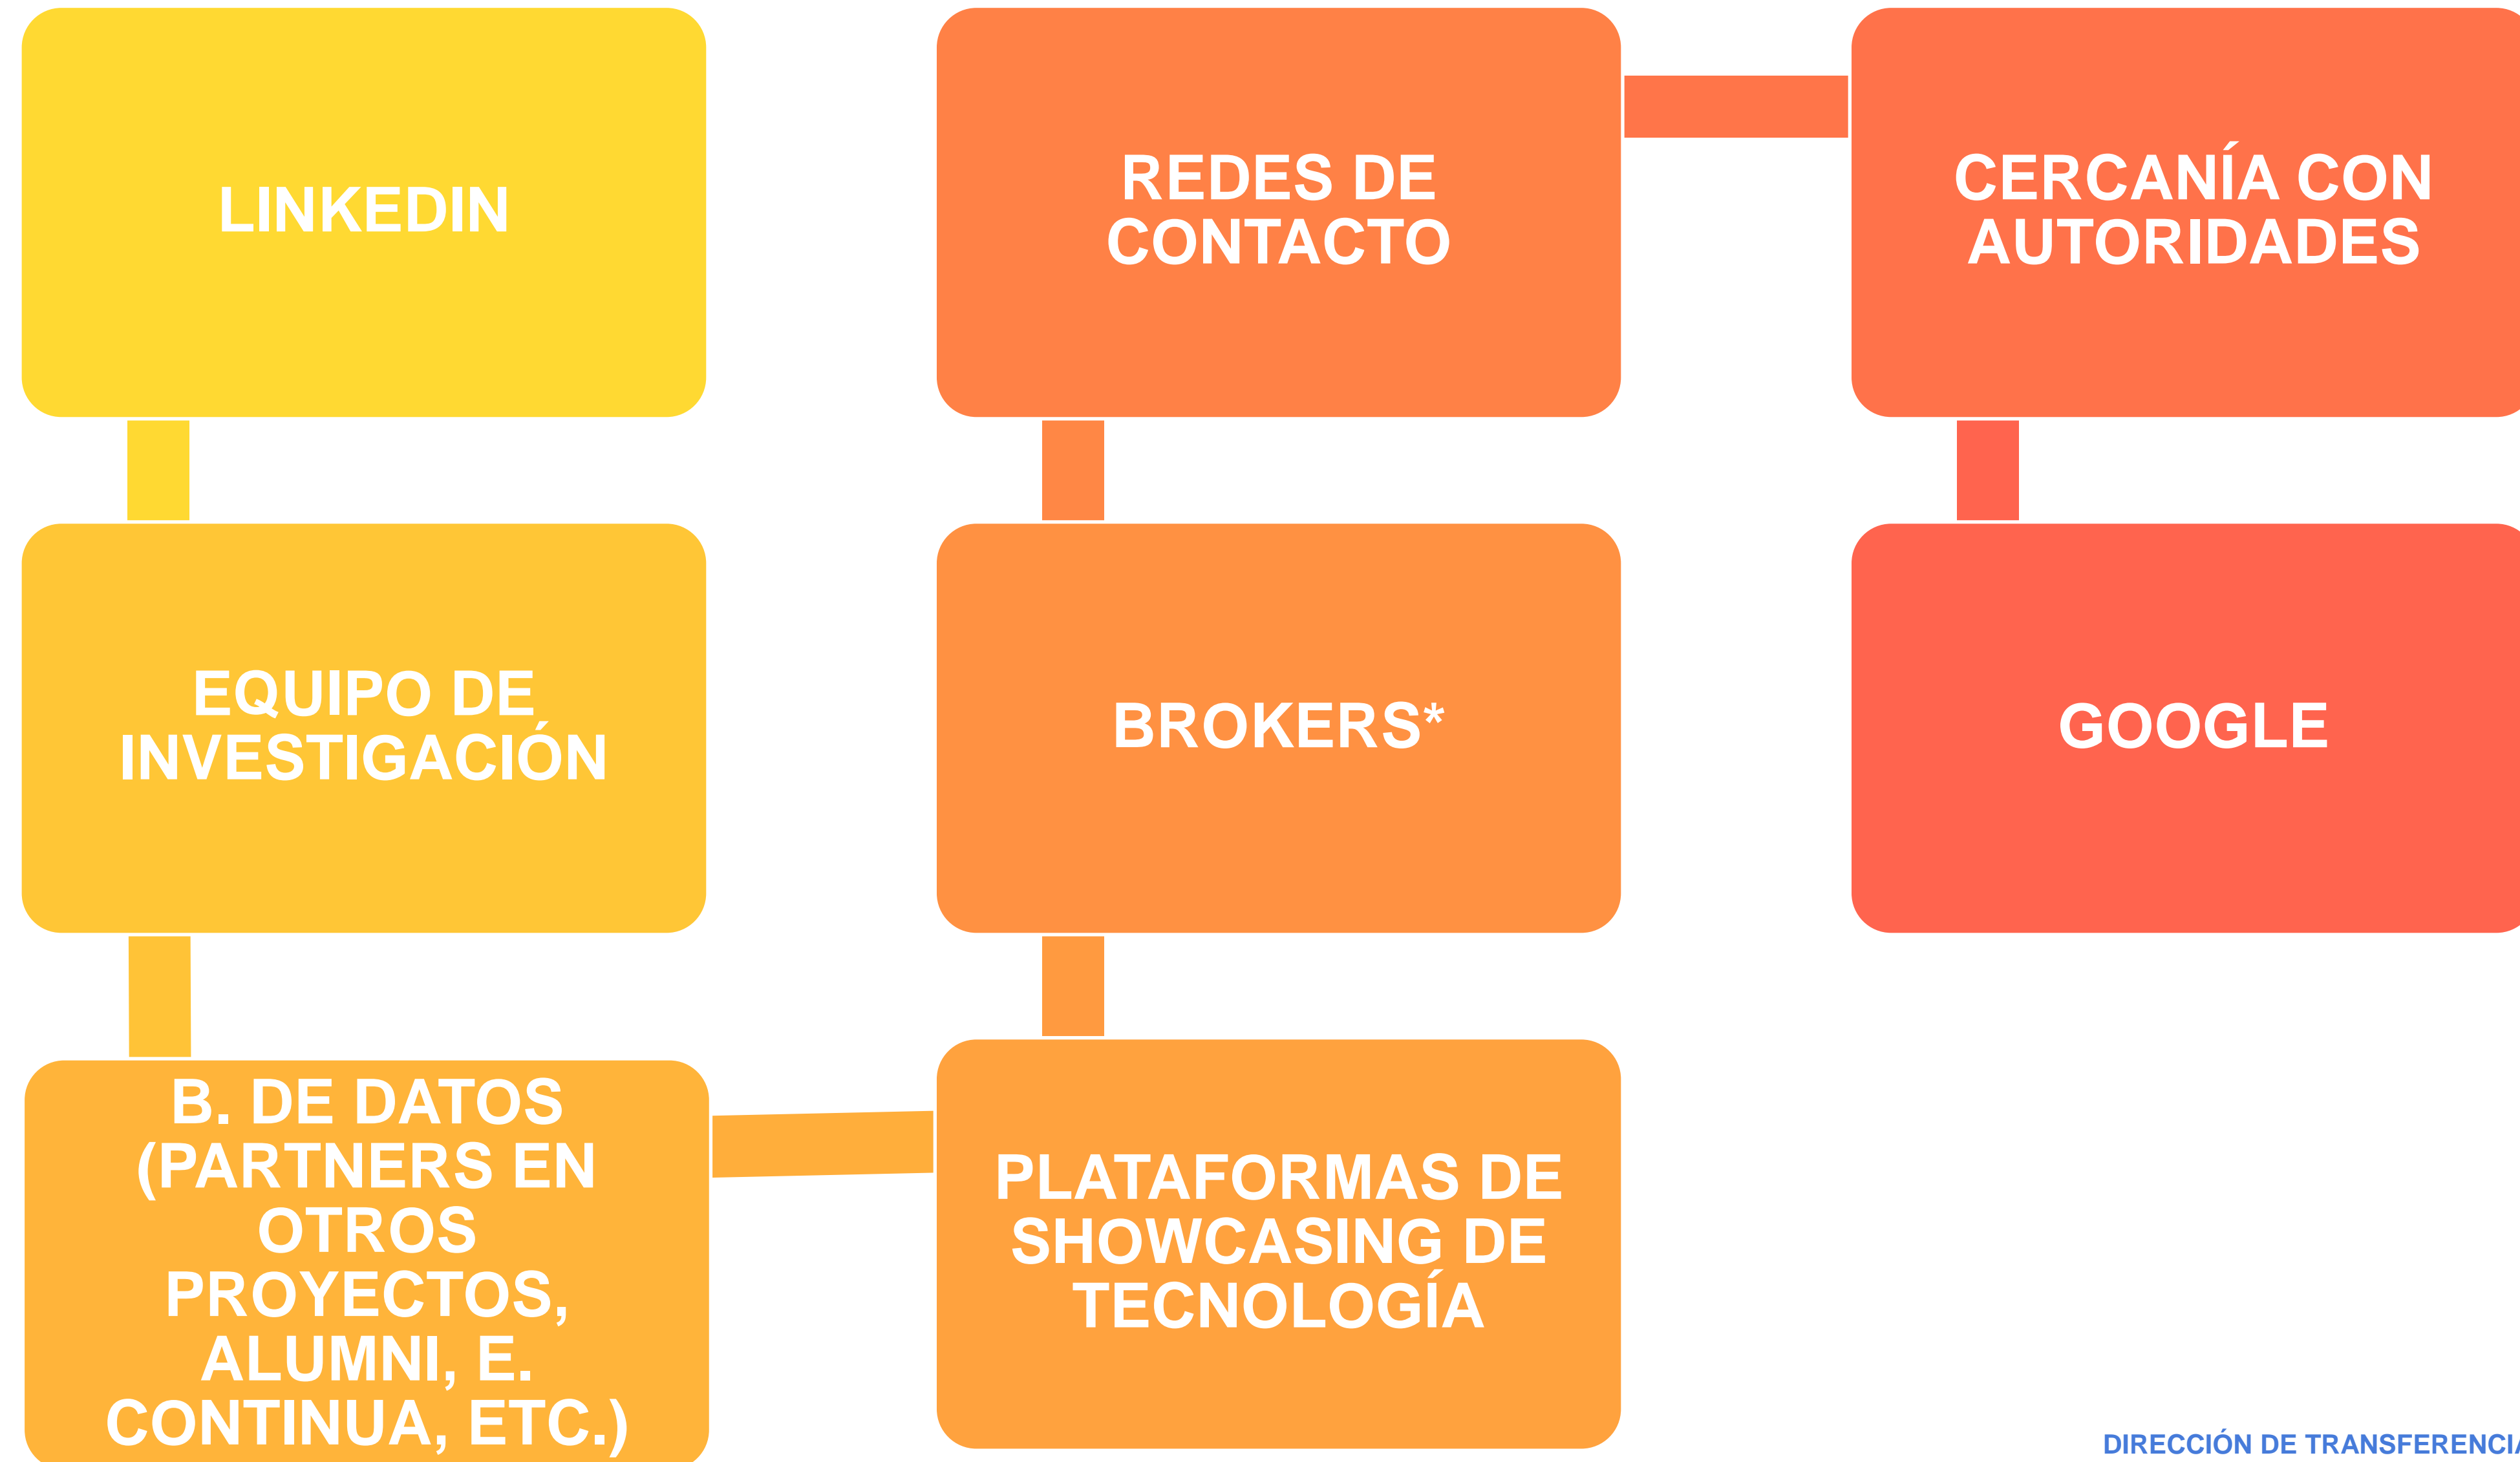 LINKEDIN
EQUIPO DE
INVESTIGACIÓN
B. DE DATOS
(PARTNERS EN
OTROS
PROYECTOS,
ALUMNI, E.
CONTINUA, ETC.)
PLATAFORMAS DE
SHOWCASING DE
TECNOLOGÍA
BROKERS*
REDES DE
CONTACTO
CERCANÍA CON
AUTORIDADES
GOOGLE
DIRECCIÓN DE TRANSFERENCIA